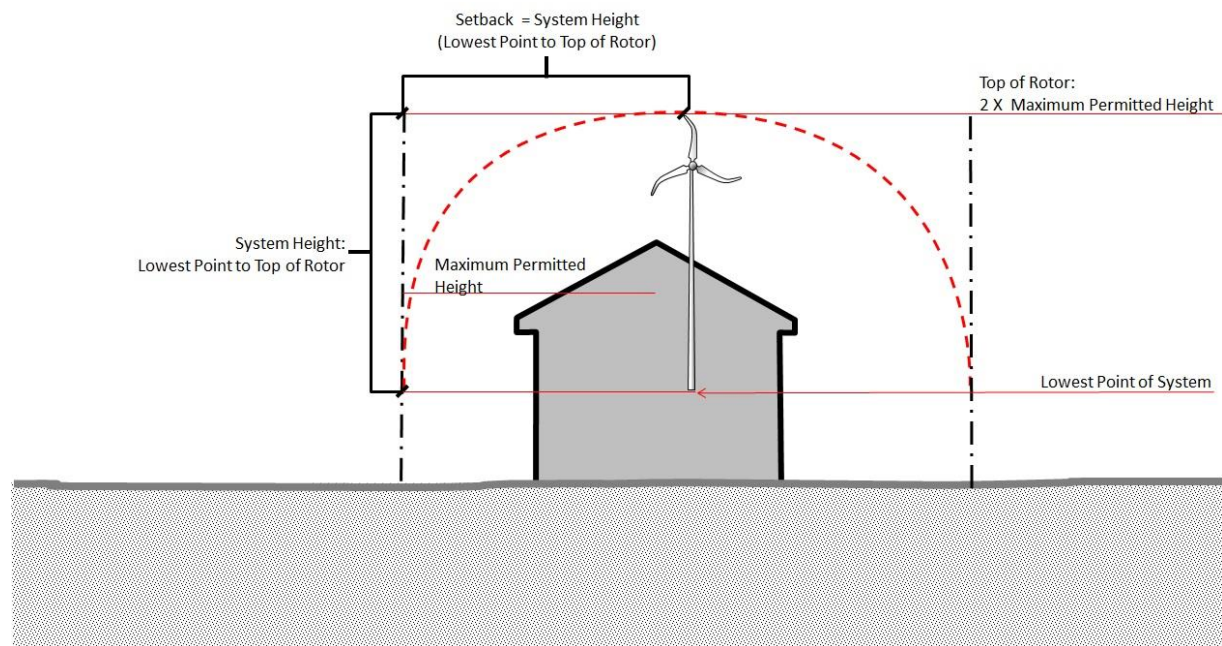 Setback = System Height
(Lowest Point to Top of Rotor)
Top of Rotor:
2 X Maximum Permitted Height
System Height:
Lowest Point to Top of Rotor
Maximum Permitted
Height
Lowest Point of System